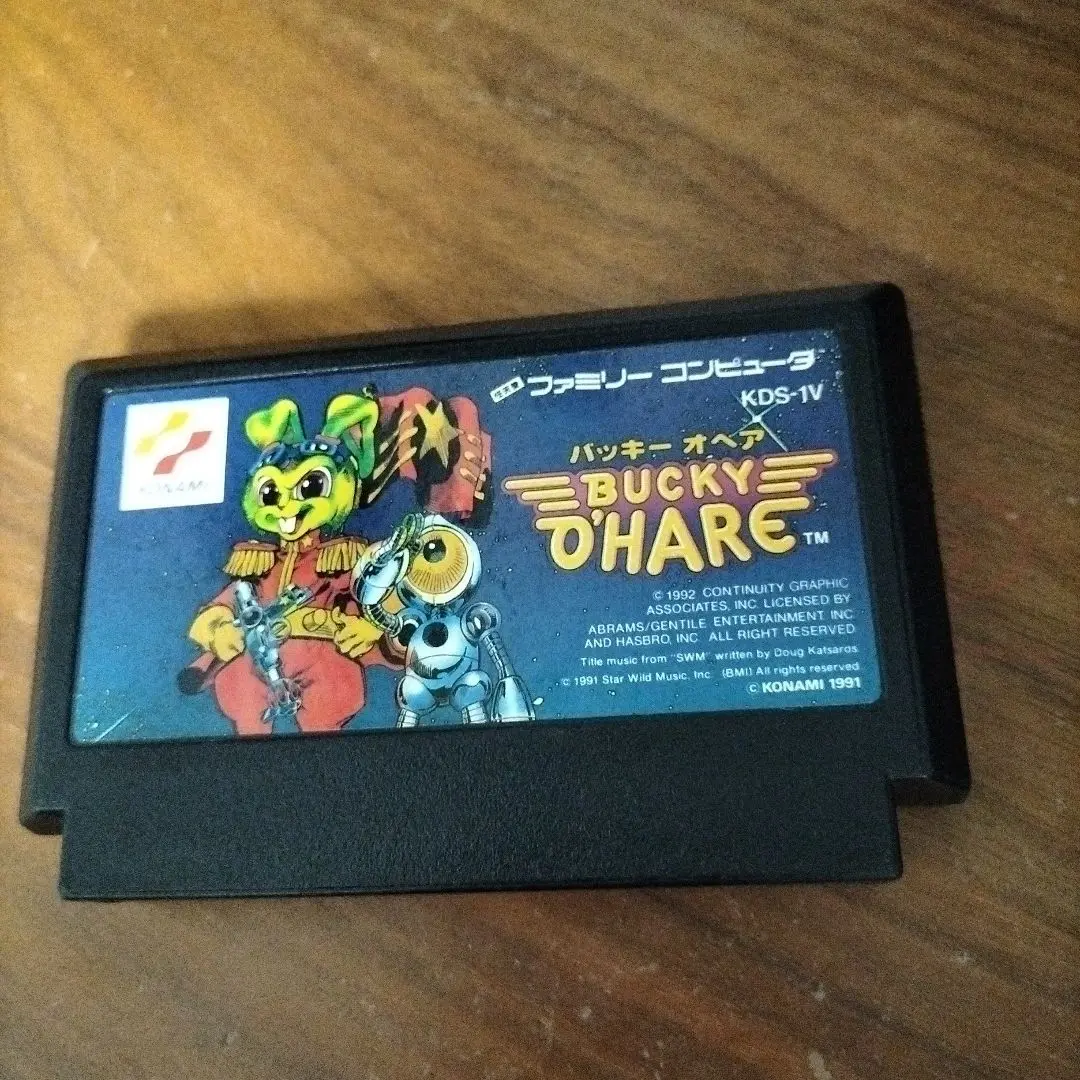 KONAMI
ファミリー コンピュータ
KDS-1V
バッキー オヘア
BUCKY
O'HARE TM
© 1992 CONTINUITY GRAPHIC
ASSOCIATES, INC. LICENSED BY
ABRAMS/GENTILE ENTERTAINMENT INC.
AND HASBRO, INC. ALL RIGHT RESERVED
Title music from "SWM" written by Doug Katsaros
© 1991 Star Wild Music, Inc. (BMI) All rights reserved
© KONAMI 1991